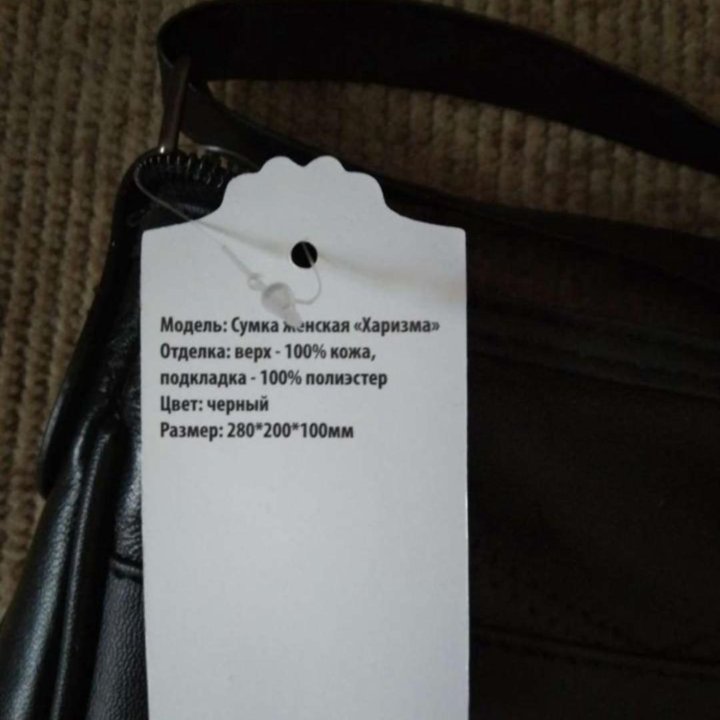 Модель: Сумка женская «Харизма»
Отделка: верх - 100% кожа,
подкладка - 100% полиэстер
Цвет: черный
Размер: 280*200*100мм